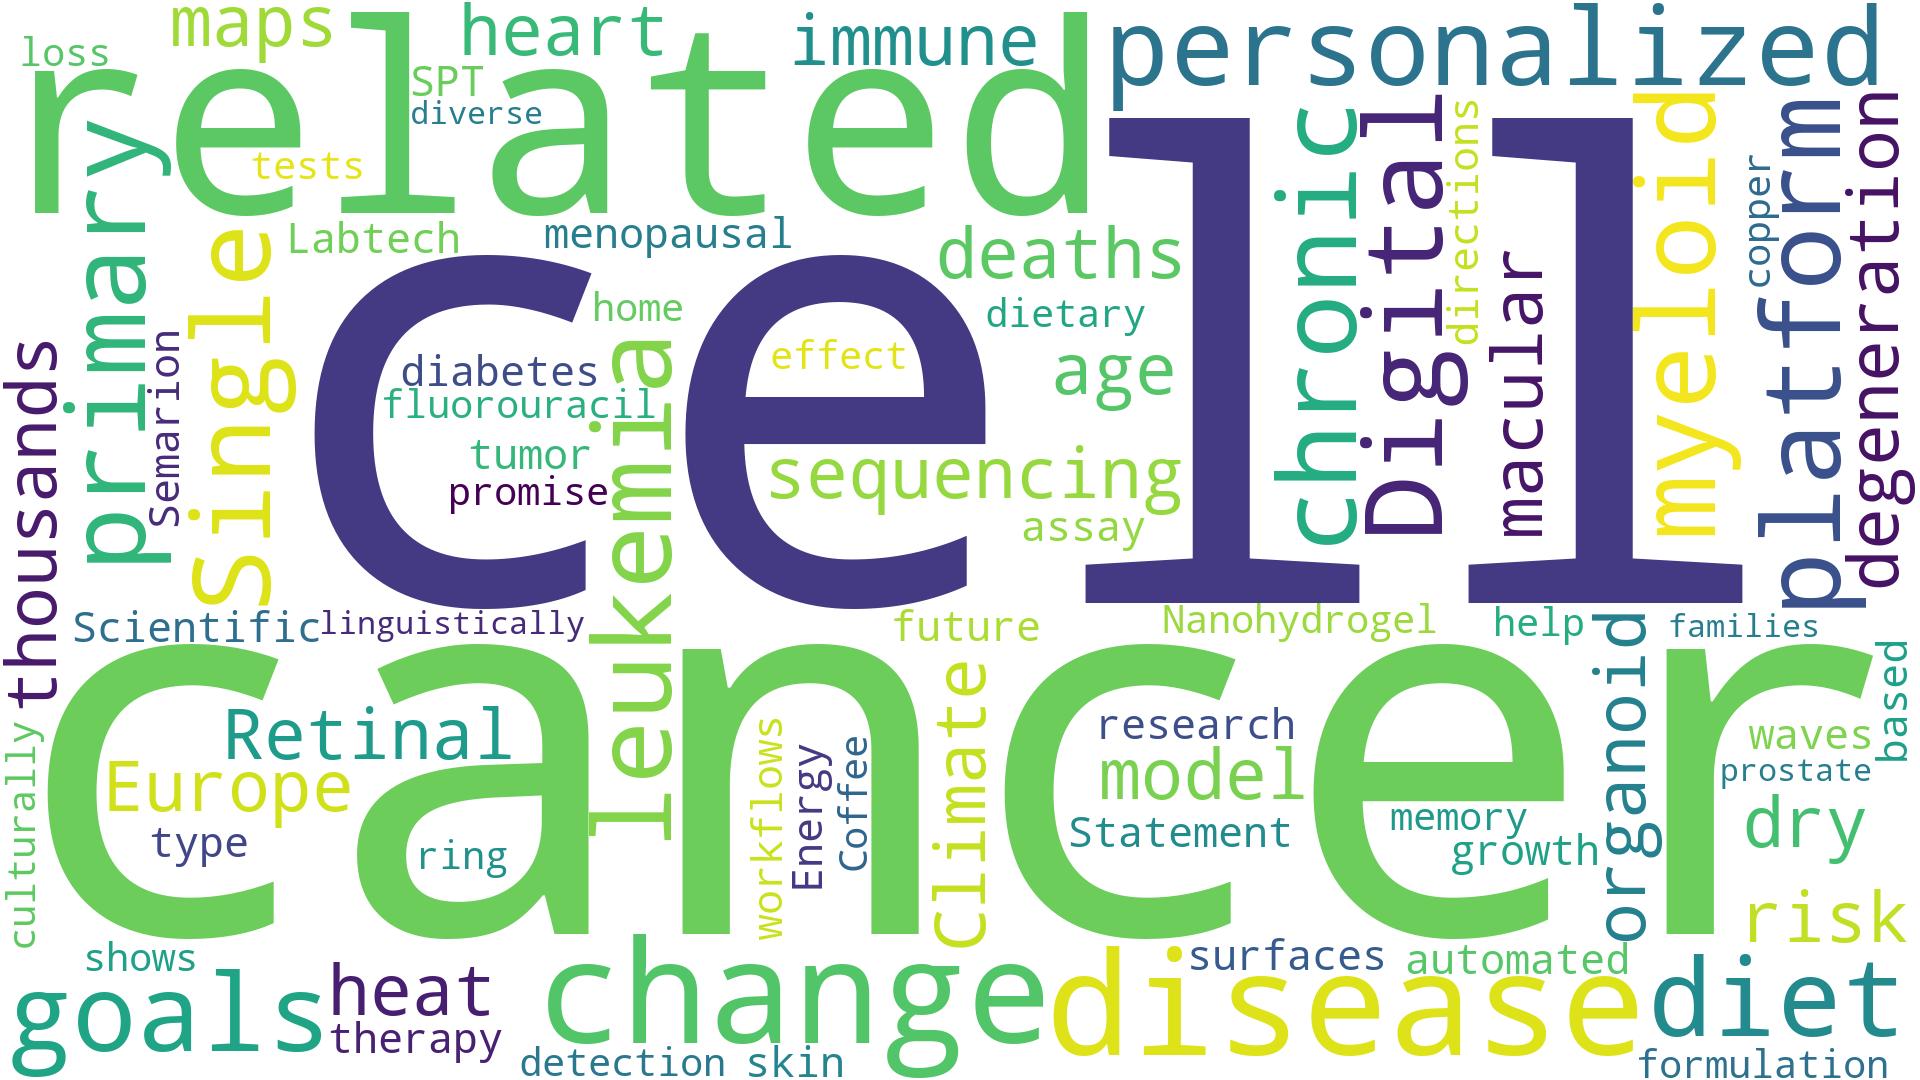 loss
maps
heart
immune
personalized
related
SPT
diverse
tests
primary
Single
Labtech
menopausal
deaths
cell
chronic
Digital
directions
macular
myeloid
copper
platform
degeneration
thousands
Semarion
home
dietary
diabetes
effect
age
fluorouracil
leukemia
tumor
promise
sequencing
assay
Scientific
linguistically
future
Nanohydrogel
help
families
cancer
organoid
based
culturally
Retinal
Europe
type
ring
workflows
Energy
Coffee
Climate
research
model
Statement
memory
growth
waves
prostate
dry
risk
shows
goals
heat
therapy
change
disease
surfaces
automated
diet
detection
skin
formulation